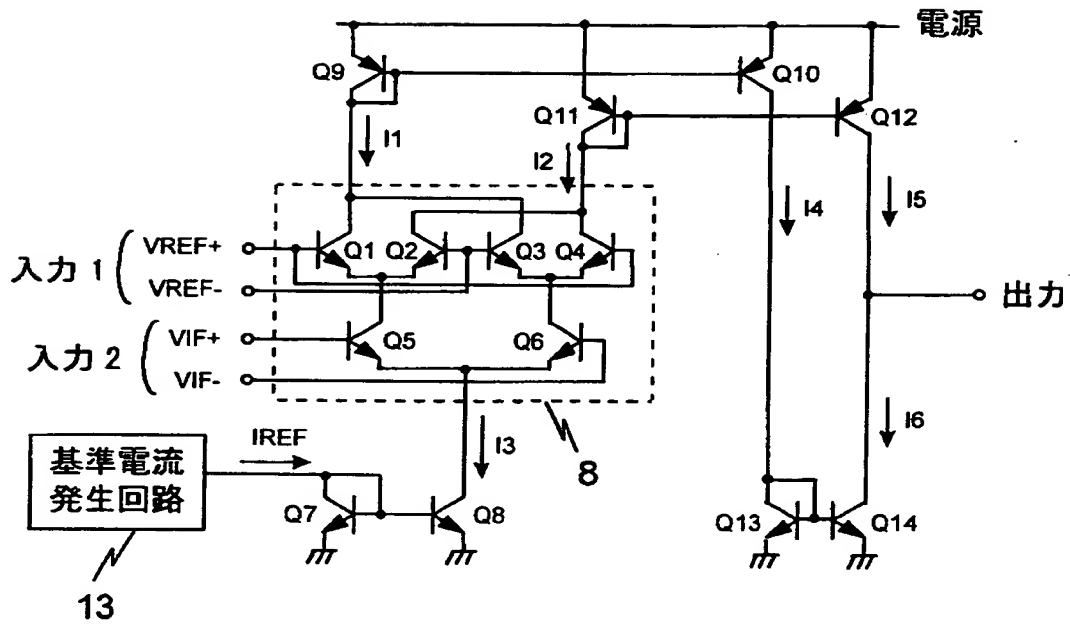 電源
Q9
Q10
Q11
Q12
I1
I2
I4
I5
入力1
VREF+
VREF-
Q1
Q2
Q3
Q4
入力2
VIF+
VIF-
Q5
Q6
出力
I3
8
I6
基準電流
発生回路
IREF
Q7
Q8
Q13
Q14
13